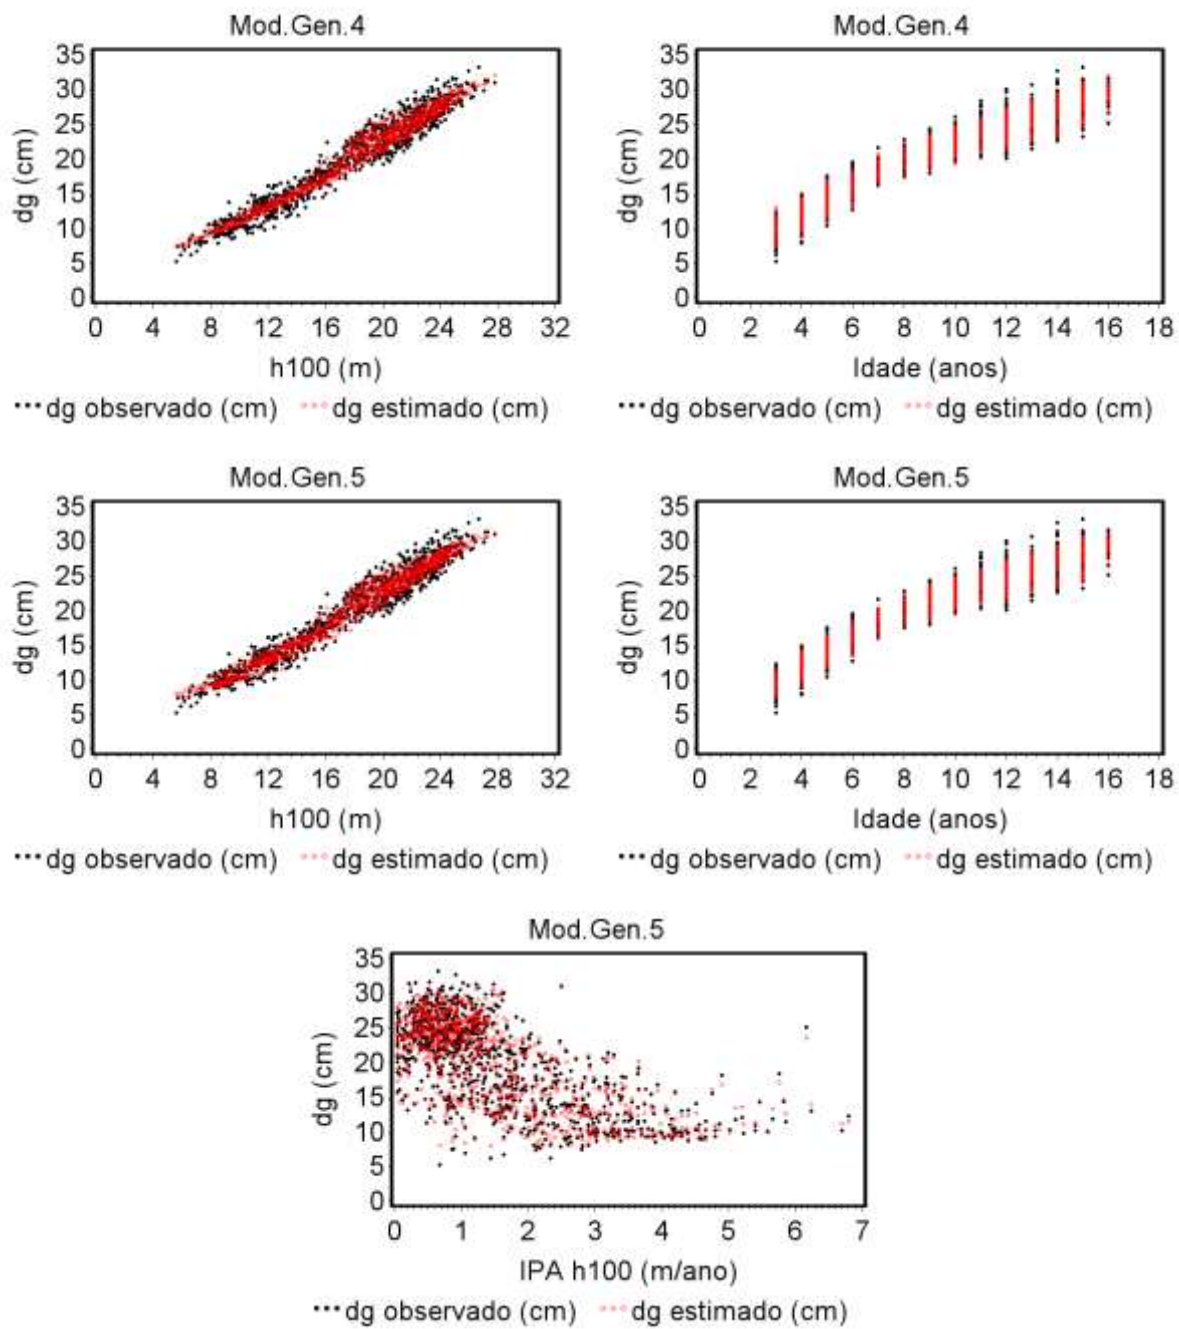 Mod.Gen.4
Mod.Gen.4
35
30
25
20
15
10
5
0
dg (cm)
0 4 8 12 16 20 24 28 32
h100 (m)
dg observado (cm) dg estimado (cm)
35
30
25
20
15
10
5
0
dg (cm)
0 2 4 6 8 10 12 14 16 18
Idade (anos)
dg observado (cm) dg estimado (cm)
Mod.Gen.5
Mod.Gen.5
35
30
25
20
15
10
5
0
dg (cm)
0 4 8 12 16 20 24 28 32
h100 (m)
dg observado (cm) dg estimado (cm)
35
30
25
20
15
10
5
0
dg (cm)
0 2 4 6 8 10 12 14 16 18
Idade (anos)
dg observado (cm) dg estimado (cm)
Mod.Gen.5
35
30
25
20
15
10
5
0
dg (cm)
0 1 2 3 4 5 6 7
IPA h100 (m/ano)
dg observado (cm) dg estimado (cm)